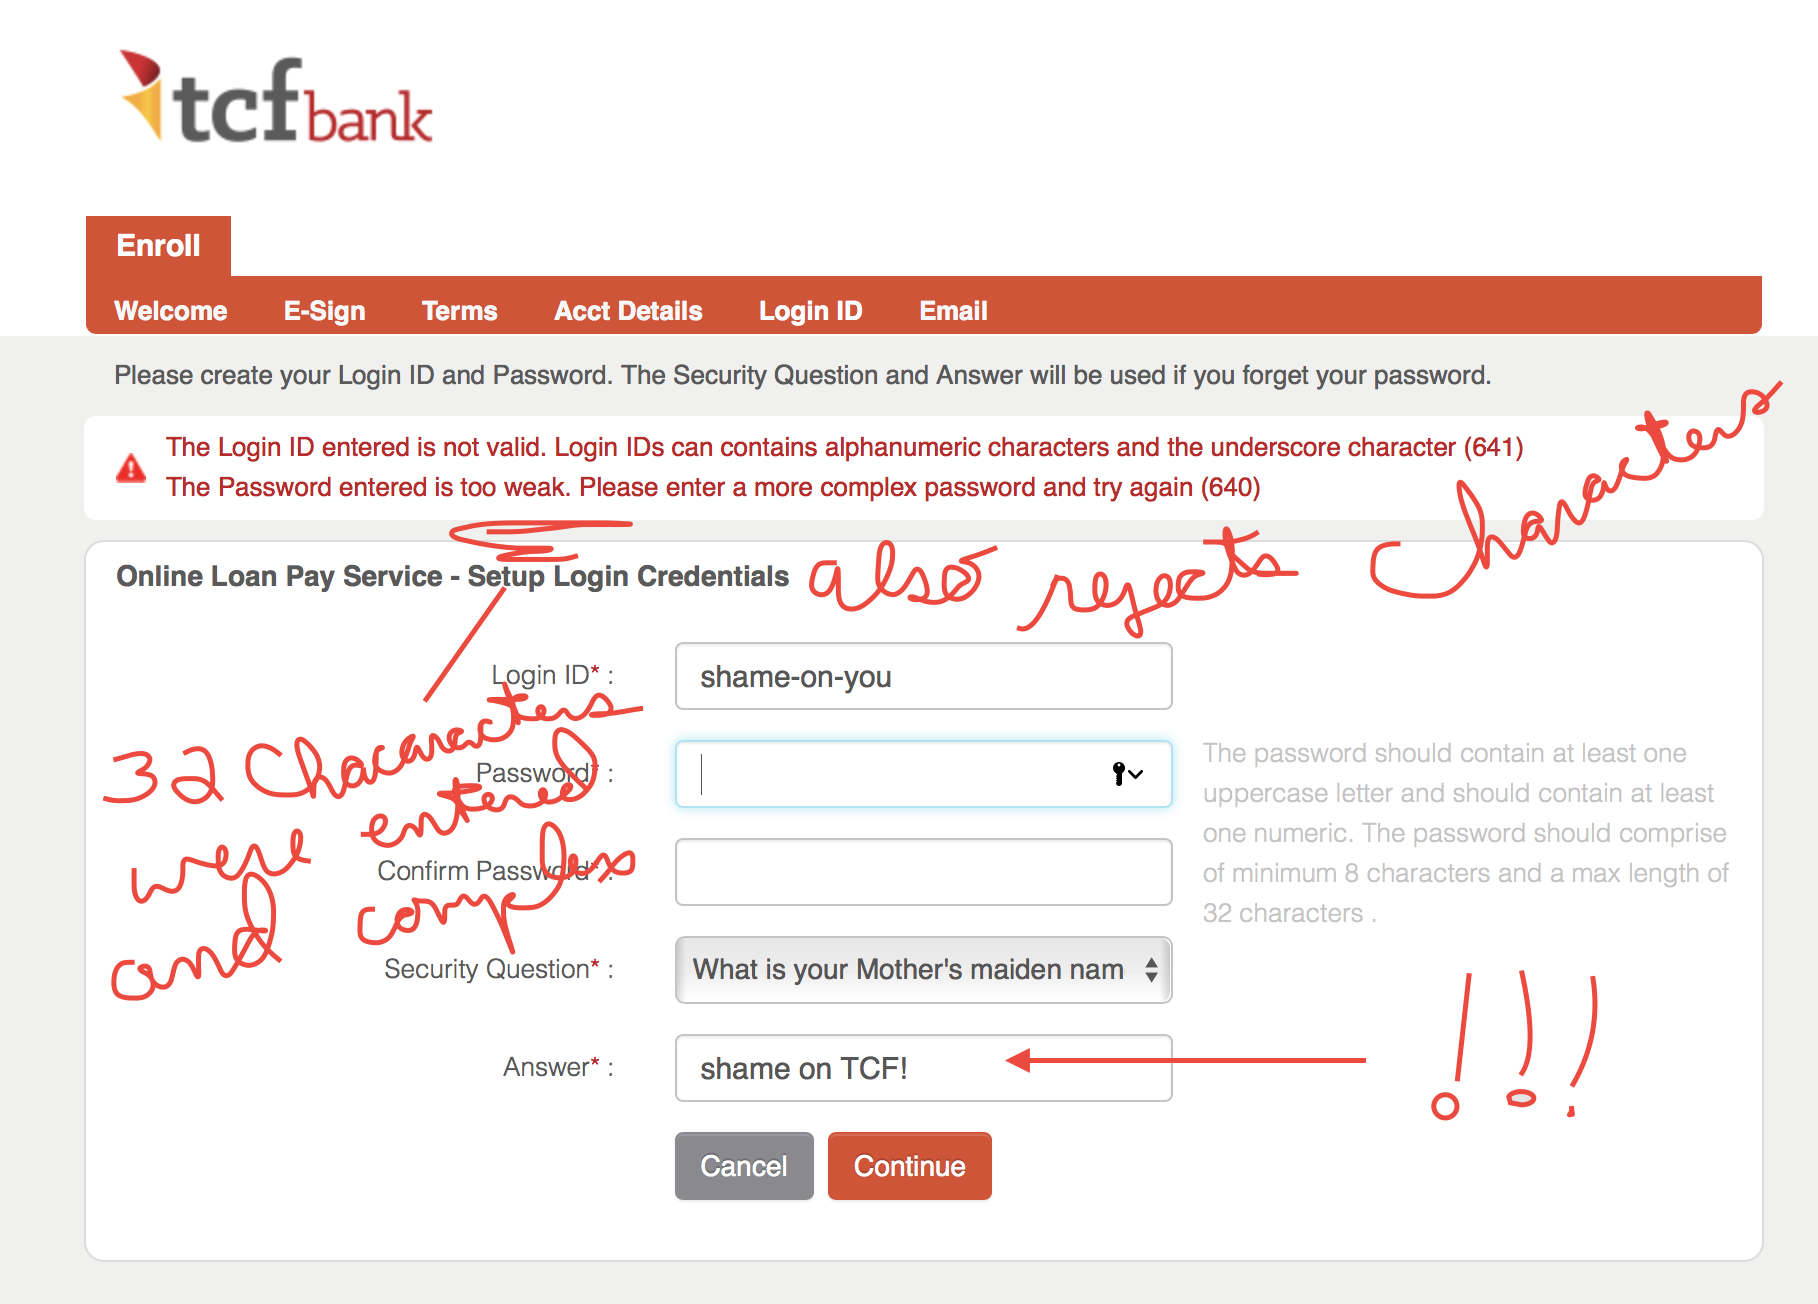 tcf bank
Enroll
Welcome E-Sign Terms Acct Details Login ID Email
Please create your Login ID and Password. The Security Question and Answer will be used if you forget your password.
The Login ID entered is not valid. Login IDs can contains alphanumeric characters and the underscore character (641)
The Password entered is too weak. Please enter a more complex password and try again (640)
Online Loan Pay Service - Setup Login Credentials
also rejects characters
Login ID* : shame-on-you
32 Chacaracters
were entered
and complex
Password* :
The password should contain at least one
uppercase letter and should contain at least
one numeric. The password should comprise
of minimum 8 characters and a max length of
32 characters .
Confirm Password* :
Security Question* : What is your Mother's maiden nam
Answer* : shame on TCF!
!!!
Cancel Continue